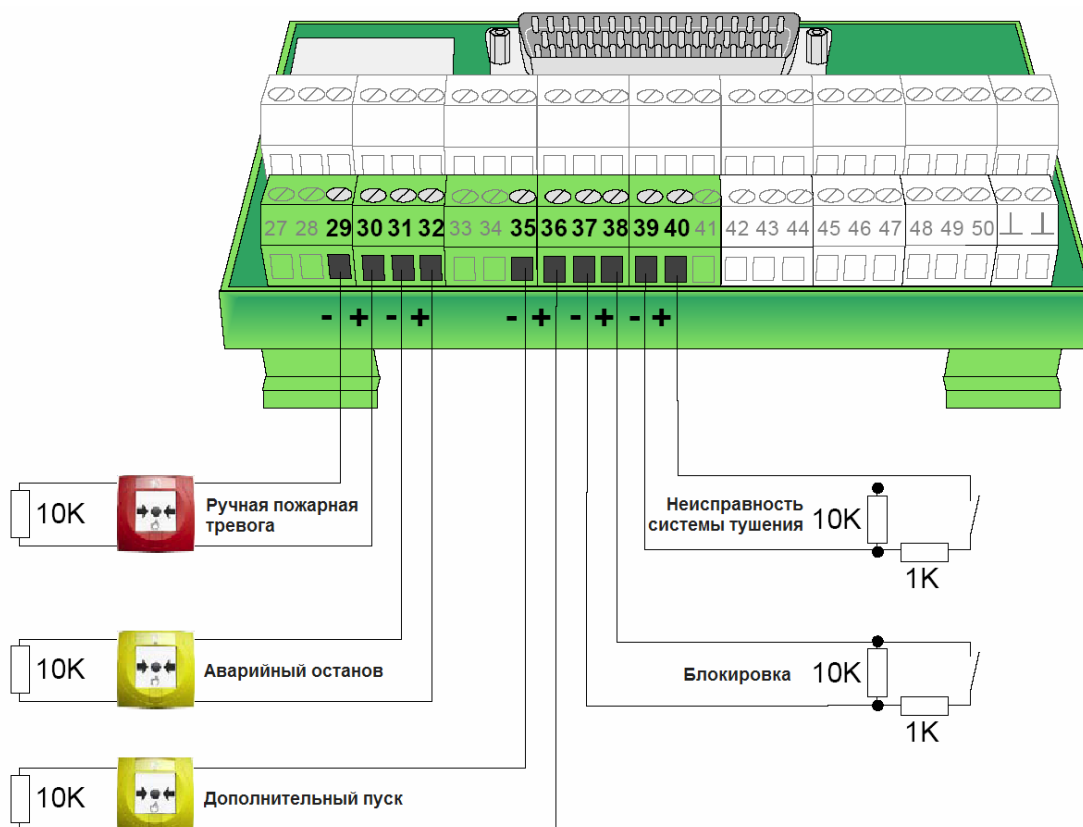 27 28 29 30 31 32 33 34 35 36 37 38 39 40 41 42 43 44 45 46 47 48 49 50 ⊥ ⊥
- + - + - + - + - +
10K
Ручная пожарная
тревога
Неисправность
системы тушения
10K
1K
10K
Аварийный останов
Блокировка
10K
1K
10K
Дополнительный пуск